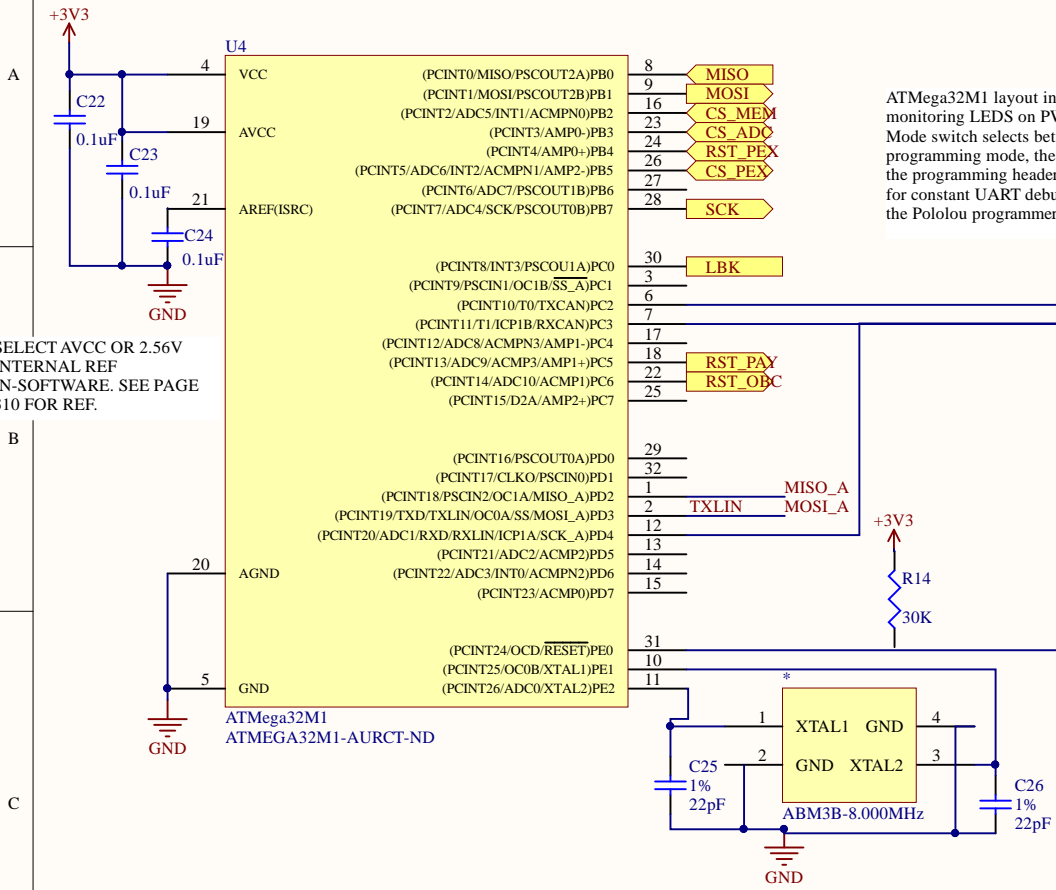 +3V3
A
U4
4
VCC
C22
0.1uF
19
AVCC
C23
0.1uF
21
AREF(ISRC)
C24
0.1uF
GND
(PCINT0/MISO/PSCOUT2A)PB0
8
MISO
(PCINT1/MOSI/PSCOUT2B)PB1
9
MOSI
(PCINT2/ADC5/INT1/ACMPN0)PB2
16
CS_MEM
(PCINT3/AMP0-)PB3
23
CS_ADC
(PCINT4/AMP0+)PB4
24
RST_PEX
(PCINT5/ADC6/INT2/ACMPN1/AMP2-)PB5
26
CS_PEX
(PCINT6/ADC7/PSCOUT1B)PB6
27
(PCINT7/ADC4/SCK/PSCOUT0B)PB7
28
SCK
ATMega32M1 layout in
monitoring LEDS on PW
Mode switch selects bet
programming mode, the
the programming header
for constant UART debu
the Pololou programmer
(PCINT8/INT3/PSCOU1A)PC0
30
LBK
(PCINT9/PSCIN1/OC1B/SS_A)PC1
3
(PCINT10/T0/TXCAN)PC2
6
(PCINT11/T1/ICP1B/RXCAN)PC3
7
(PCINT12/ADC8/ACMPN3/AMP1-)PC4
17
(PCINT13/ADC9/ACMP3/AMP1+)PC5
18
RST_PAY
(PCINT14/ADC10/ACMP1)PC6
22
RST_OBC
(PCINT15/D2A/AMP2+)PC7
25
SELECT AVCC OR 2.56V
INTERNAL REF
IN-SOFTWARE. SEE PAGE
310 FOR REF.
B
(PCINT16/PSCOUT0A)PD0
29
(PCINT17/CLKO/PSCIN0)PD1
32
(PCINT18/PSCIN2/OC1A/MISO_A)PD2
1
MISO_A
(PCINT19/TXD/TXLIN/OC0A/SS/MOSI_A)PD3
2
TXLIN
MOSI_A
(PCINT20/ADC1/RXD/RXLIN/ICP1A/SCK_A)PD4
12
(PCINT21/ADC2/ACMP2)PD5
13
(PCINT22/ADC3/INT0/ACMPN2)PD6
14
(PCINT23/ACMP0)PD7
15
20
AGND
+3V3
R14
30K
(PCINT24/OCD/RESET)PE0
31
(PCINT25/OC0B/XTAL1)PE1
10
(PCINT26/ADC0/XTAL2)PE2
11
5
GND
GND
ATMega32M1
ATMEGA32M1-AURCT-ND
*
1
XTAL1
GND
4
2
GND
XTAL2
3
ABM3B-8.000MHz
C25
1%
22pF
C26
1%
22pF
GND
C